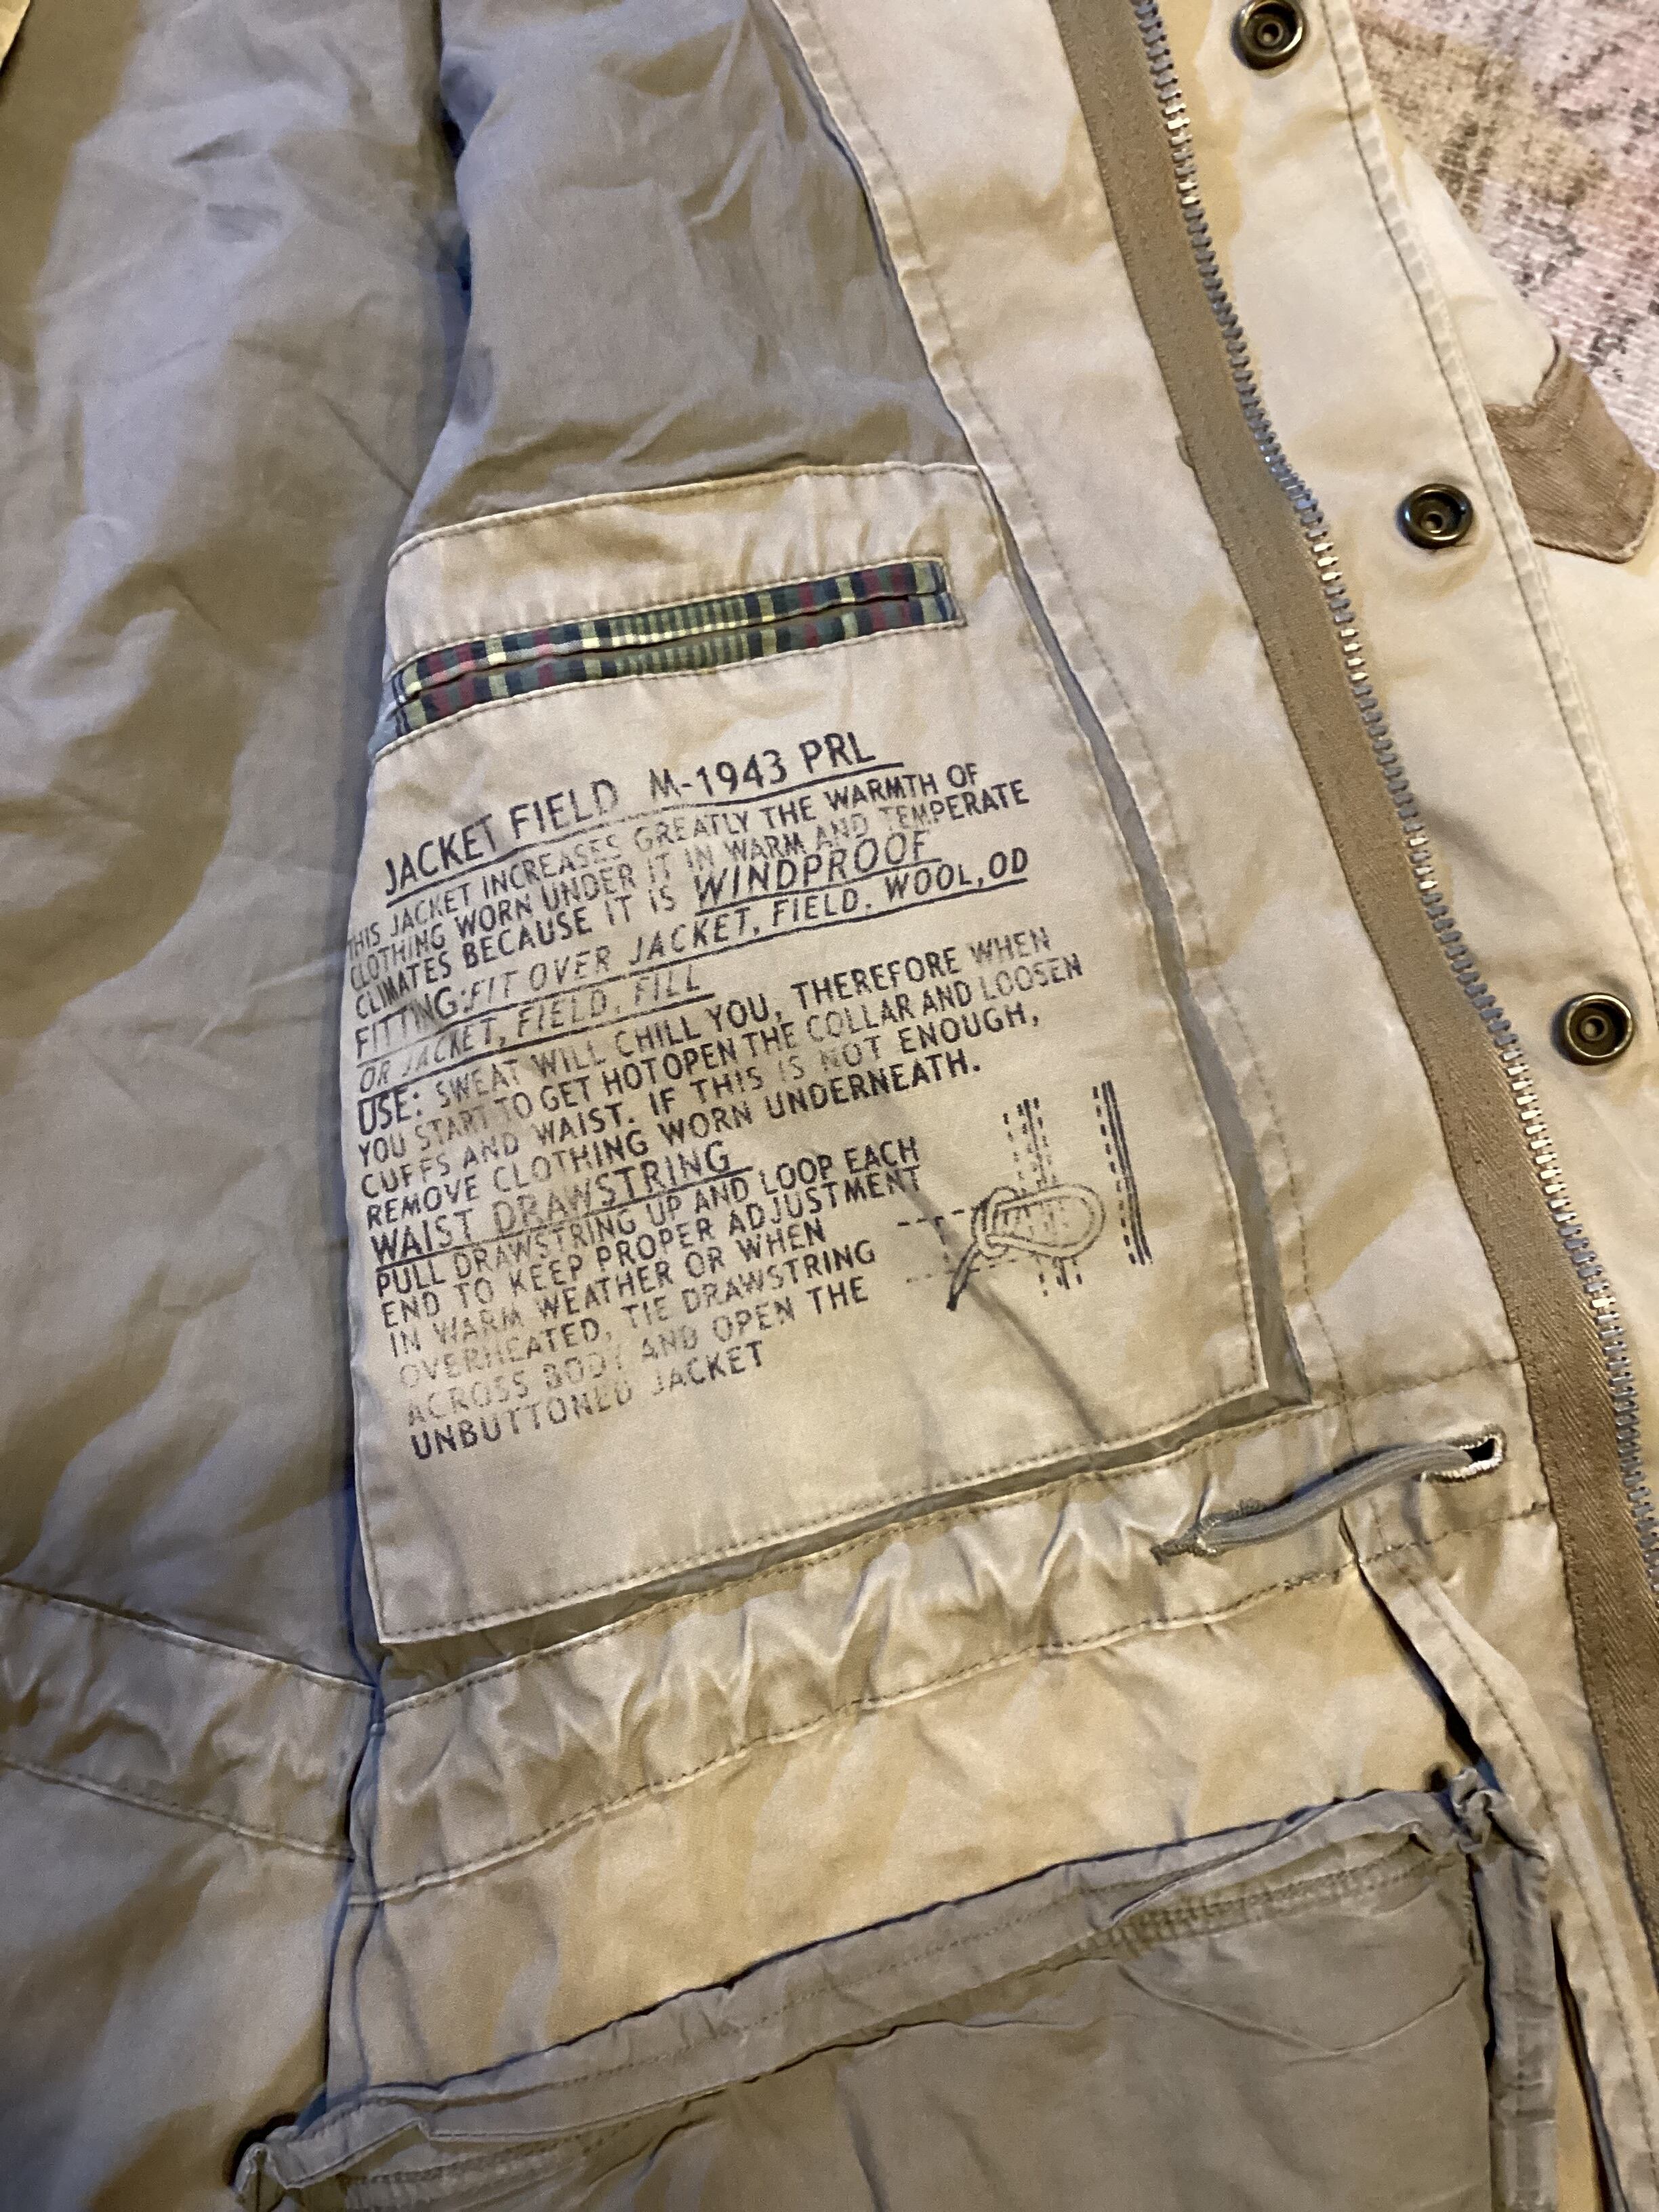 JACKET FIELD M-1943 PRL
THIS JACKET INCREASES GREATLY THE WARMTH OF
CLOTHING WORN UNDER IT IN WARM AND TEMPERATE
CLIMATES BECAUSE IT IS WINDPROOF
FITTING:FIT OVER JACKET, FIELD. WOOL,OD
OR JACKET, FIELD, FILL
USE: SWEAT WILL CHILL YOU, THEREFORE WHEN
YOU START TO GET HOT OPEN THE COLLAR AND LOOSEN
CUFFS AND WAIST. IF THIS IS NOT ENOUGH,
REMOVE CLOTHING WORN UNDERNEATH.
WAIST DRAWSTRING
PULL DRAWSTRING UP AND LOOP EACH
END TO KEEP PROPER ADJUSTMENT
IN WARM WEATHER OR WHEN
OVERHEATED, TIE DRAWSTRING
ACROSS BODY AND OPEN THE
UNBUTTONED JACKET